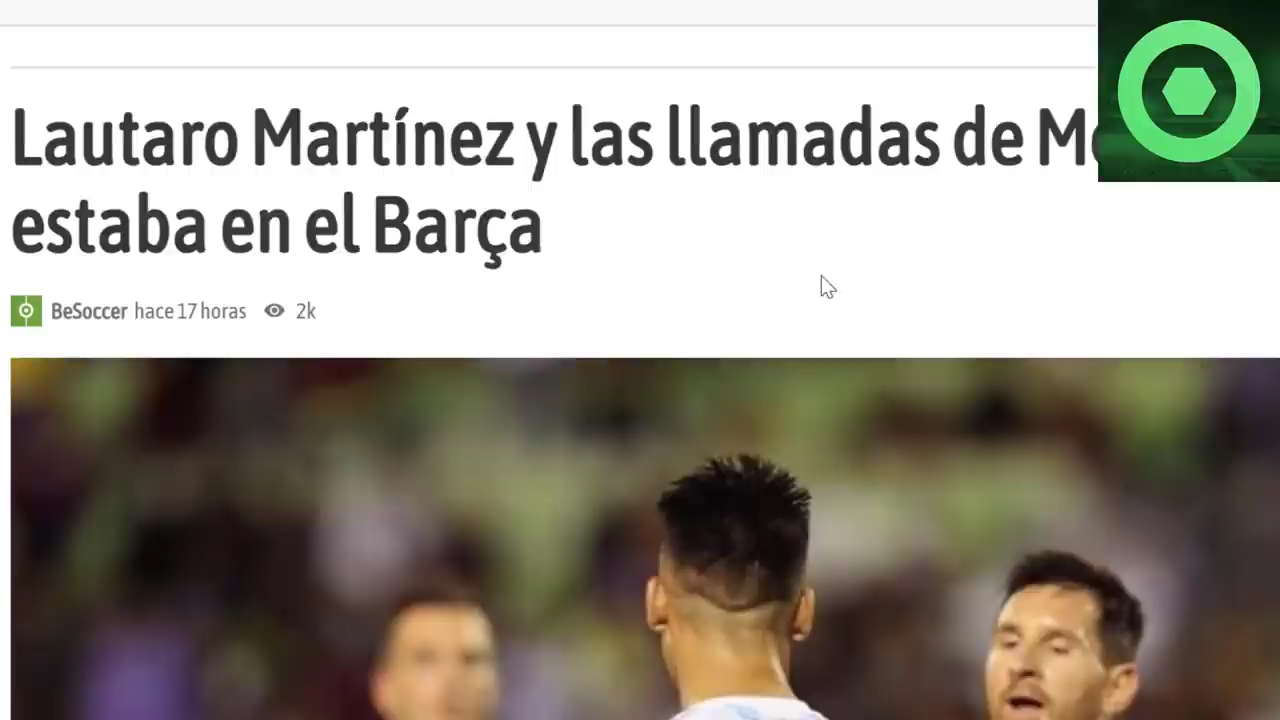 Lautaro Martínez y las llamadas de
estaba en el Barça
BeSoccer hace 17 horas 2k